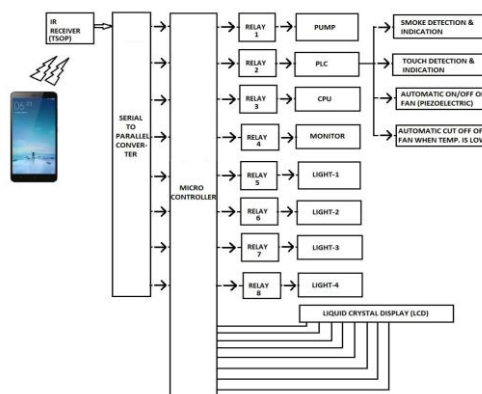 IR
RECEIVER
(TSOP)
SERIAL
TO
PARALLEL
CONVER-
TER
MICRO
CONTROLLER
RELAY
1
PUMP
RELAY
2
PLC
RELAY
3
CPU
RELAY
4
MONITOR
RELAY
5
LIGHT-1
RELAY
6
LIGHT-2
RELAY
7
LIGHT-3
RELAY
8
LIGHT-4
SMOKE DETECTION &
INDICATION
TOUCH DETECTION &
INDICATION
AUTOMATIC ON/OFF OF
FAN (PIEZOELECTRIC)
AUTOMATIC CUT OFF OF
FAN WHEN TEMP. IS LOW
LIQUID CRYSTAL DISPLAY (LCD)